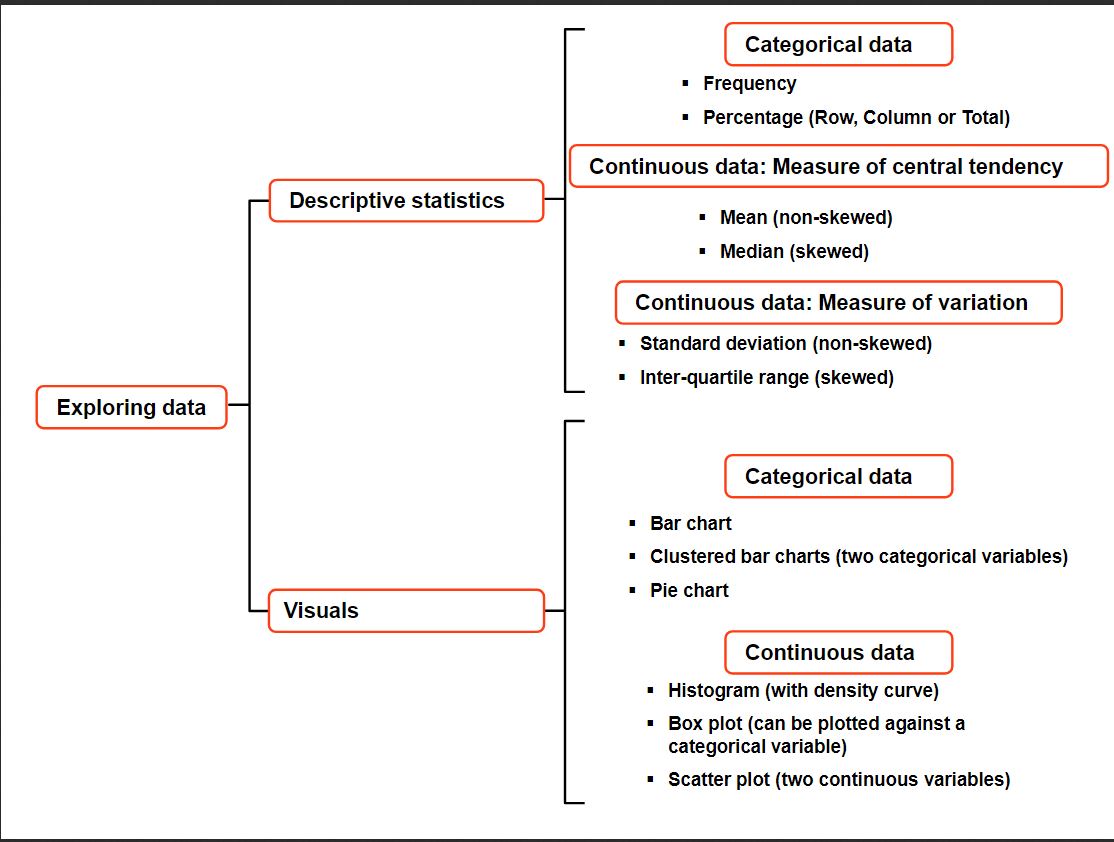 Exploring data
Descriptive statistics
Categorical data
▪ Frequency
▪ Percentage (Row, Column or Total)
Continuous data: Measure of central tendency
▪ Mean (non-skewed)
▪ Median (skewed)
Continuous data: Measure of variation
▪ Standard deviation (non-skewed)
▪ Inter-quartile range (skewed)
Visuals
Categorical data
▪ Bar chart
▪ Clustered bar charts (two categorical variables)
▪ Pie chart
Continuous data
▪ Histogram (with density curve)
▪ Box plot (can be plotted against a
categorical variable)
▪ Scatter plot (two continuous variables)